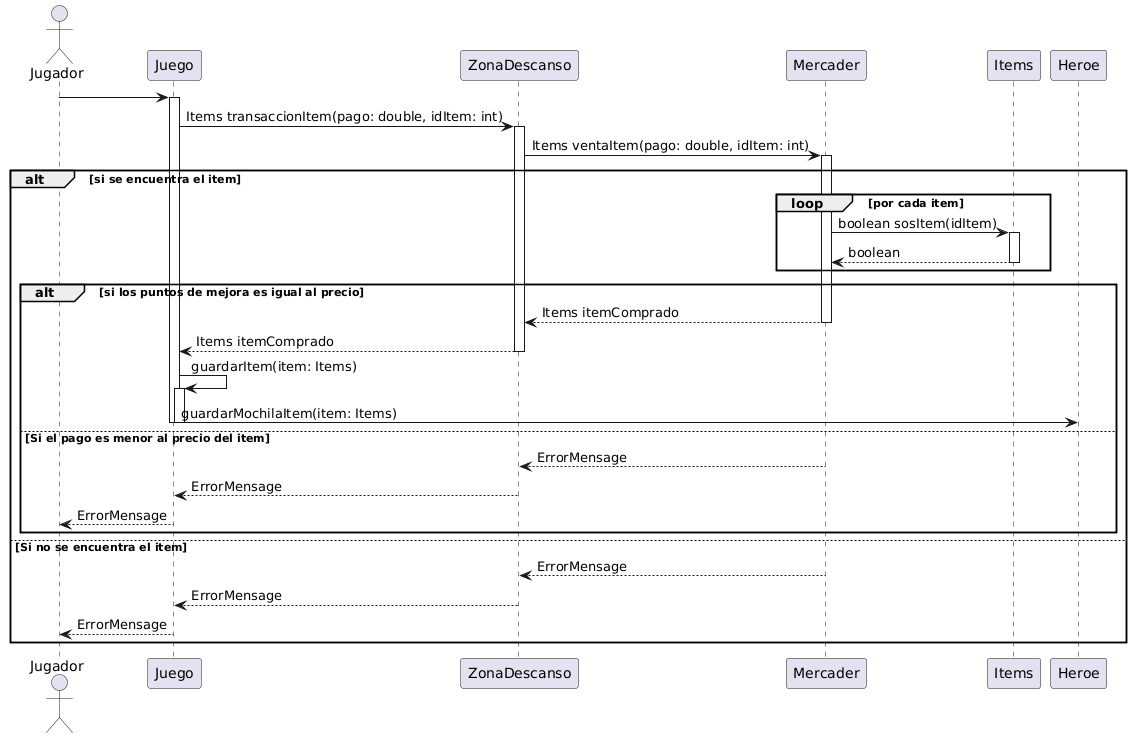 Jugador
Juego
ZonaDescanso
Mercader
Items
Heroe
Items transaccionItem(pago: double, idItem: int)
Items ventaItem(pago: double, idItem: int)
alt [si se encuentra el item]
loop [por cada item]
boolean sosItem(idItem)
boolean
alt [si los puntos de mejora es igual al precio]
Items itemComprado
Items itemComprado
guardarItem(item: Items)
guardarMochilaItem(item: Items)
[Si el pago es menor al precio del item]
ErrorMensage
ErrorMensage
ErrorMensage
[Si no se encuentra el item]
ErrorMensage
ErrorMensage
ErrorMensage
Jugador
Juego
ZonaDescanso
Mercader
Items
Heroe